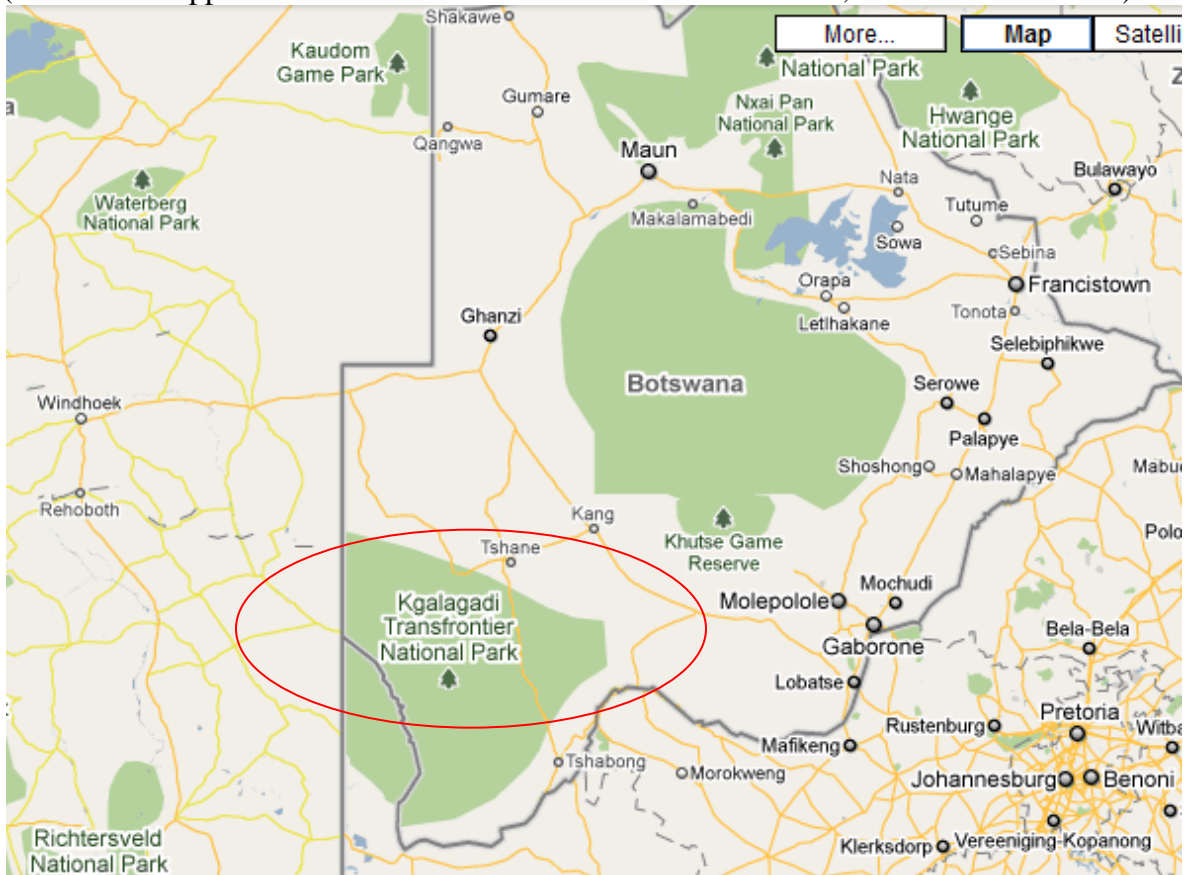 Shakawe
More...
Map
Satelli
Kaudom
Game Park
National Park
Z
a
Gumare
Nxai Pan
National Park
Hwange
National Park
Qangwa
Maun
Bulawayo
Waterberg
National Park
Nata
Makalamabedi
Tutume
Sowa
Sebina
Orapa
Francistown
Letlhakane
Tonota
Ghanzi
Selebiphikwe
Botswana
Serowe
Windhoek
Palapye
Shoshong
Mahalapye
Mabu
Rehoboth
Kang
Polo
Tshane
Khutse Game
Reserve
Kgalagadi
Transfrontier
National Park
Mochudi
Molepolole
Gaborone
Bela-Bela
Lobatse
Rustenburg
Pretoria
Witba
Mafikeng
Tshabong
Morokweng
Johannesburg
Benoni
Richtersveld
National Park
Klerksdorp
Vereeniging-Kopanong